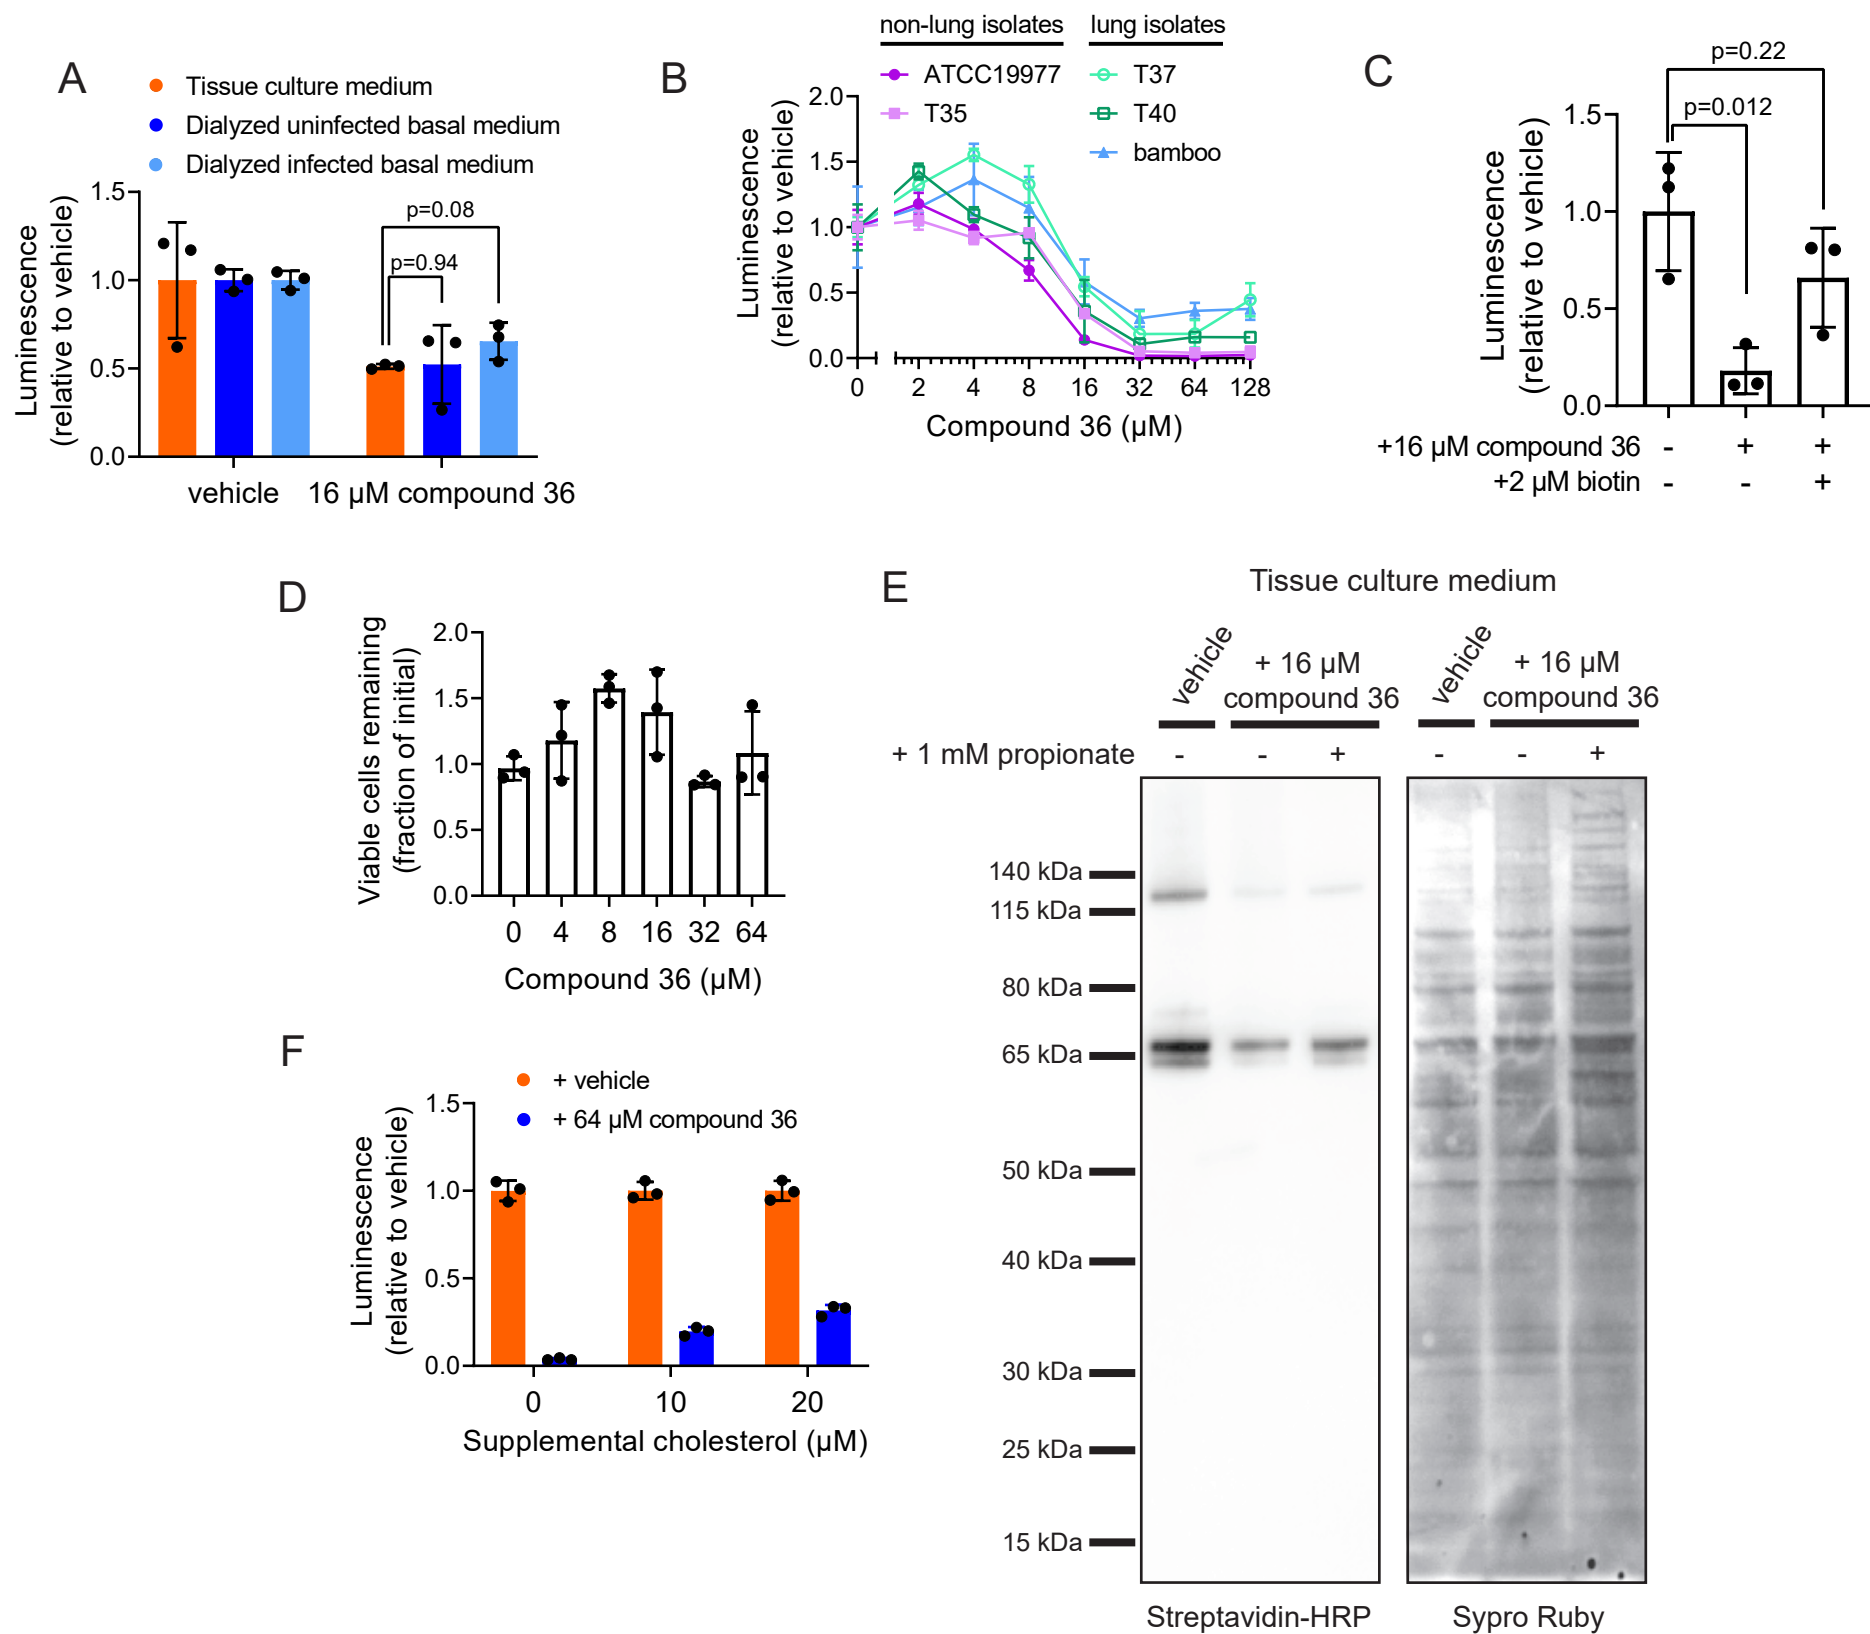 A
Tissue culture medium
Dialyzed uninfected basal medium
Dialyzed infected basal medium
Luminescence
(relative to vehicle)
1.5
1.0
0.5
0.0
p=0.08
p=0.94
vehicle
16 µM compound 36
B
non-lung isolates
lung isolates
ATCC19977
T35
T37
T40
bamboo
Luminescence
(relative to vehicle)
2.0
1.5
1.0
0.5
0.0
0 2 4 8 16 32 64 128
Compound 36 (µM)
C
p=0.22
p=0.012
Luminescence
(relative to vehicle)
1.5
1.0
0.5
0.0
+16 µM compound 36 - + +
+2 µM biotin - - +
D
Viable cells remaining
(fraction of initial)
2.0
1.5
1.0
0.5
0.0
0 4 8 16 32 64
Compound 36 (µM)
E
Tissue culture medium
vehicle
+ 16 µM
compound 36
vehicle
+ 16 µM
compound 36
+ 1 mM propionate - - + - - +
140 kDa
115 kDa
80 kDa
65 kDa
50 kDa
40 kDa
30 kDa
25 kDa
15 kDa
Streptavidin-HRP
Sypro Ruby
F
+ vehicle
+ 64 µM compound 36
Luminescence
(relative to vehicle)
1.5
1.0
0.5
0.0
0 10 20
Supplemental cholesterol (µM)